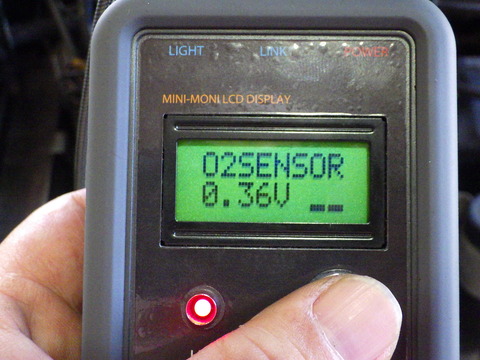 LIGHT LINK POWER
MINI-MONI LCD DISPLAY
O2SENSOR
0.36V